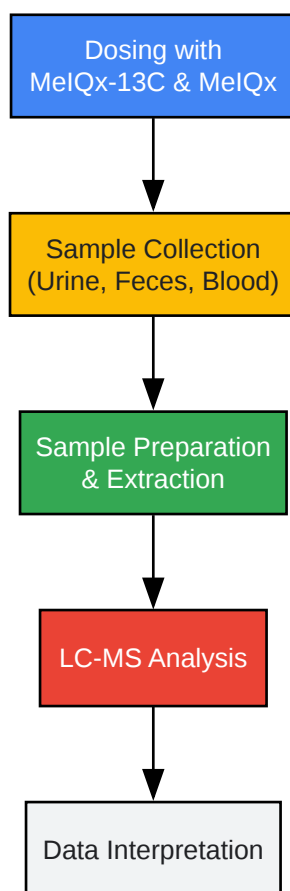 Dosing with
MeIQx-13C & MeIQx
Sample Collection
(Urine, Feces, Blood)
Sample Preparation
& Extraction
LC-MS Analysis
Data Interpretation